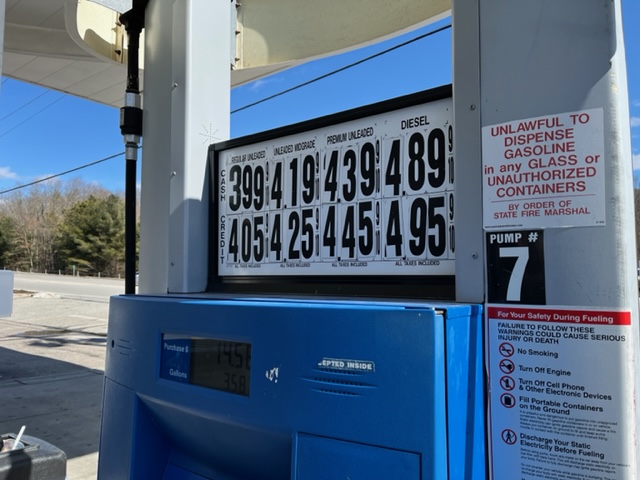 REGULAR UNLEADED UNLEADED MIDGRADE PREMIUM UNLEADED DIESEL
CASH 3.99 9/10 4.19 9/10 4.39 9/10 4.89 9/10
CREDIT 4.05 9/10 4.25 9/10 4.45 9/10 4.95 9/10
ALL TAXES INCLUDED ALL TAXES INCLUDED ALL TAXES INCLUDED ALL TAXES INCLUDED
UNLAWFUL TO
DISPENSE
GASOLINE
in any GLASS or
UNAUTHORIZED
CONTAINERS
BY ORDER OF
STATE FIRE MARSHAL
PUMP #
7
For Your Safety During Fueling
FAILURE TO FOLLOW THESE
WARNINGS COULD CAUSE SERIOUS
INJURY OR DEATH
No Smoking
Turn Off Engine
Turn Off Cell Phone
& Other Electronic Devices
Fill Portable Containers
on the Ground
Discharge Your Static
Electricity Before Fueling
Purchase $
Gallons
EPTED INSIDE